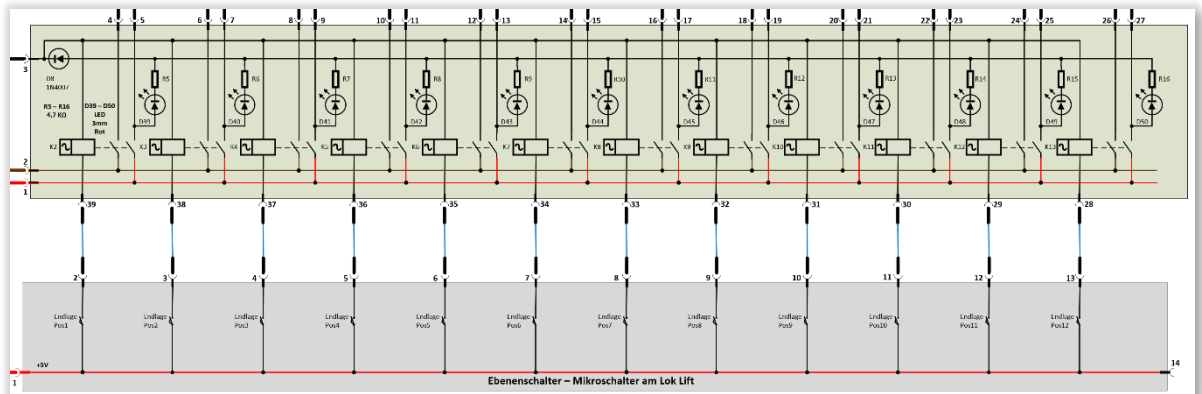 4 5 6 7 8 9 10 11 12 13 14 15 16 17 18 19 20 21 22 23 24 25 26 27
3
D8
1N4007
R5 – R16
4,7 KΩ
D39 – D50
LED
3mm
Rot
R5 R6 R7 R8 R9 R10 R11 R12 R13 R14 R15 R16
D39 D40 D41 D42 D43 D44 D45 D46 D47 D48 D49 D50
K2 K3 K4 K5 K6 K7 K8 K9 K10 K11 K12 K13
2
1
39 38 37 36 35 34 33 32 31 30 29 28
2 3 4 5 6 7 8 9 10 11 12 13
Endlage Endlage Endlage Endlage Endlage Endlage Endlage Endlage Endlage Endlage Endlage Endlage
Pos1 Pos2 Pos3 Pos4 Pos5 Pos6 Pos7 Pos8 Pos9 Pos10 Pos11 Pos12
+5V
14
1
Ebenenschalter – Mikroschalter am Lok Lift